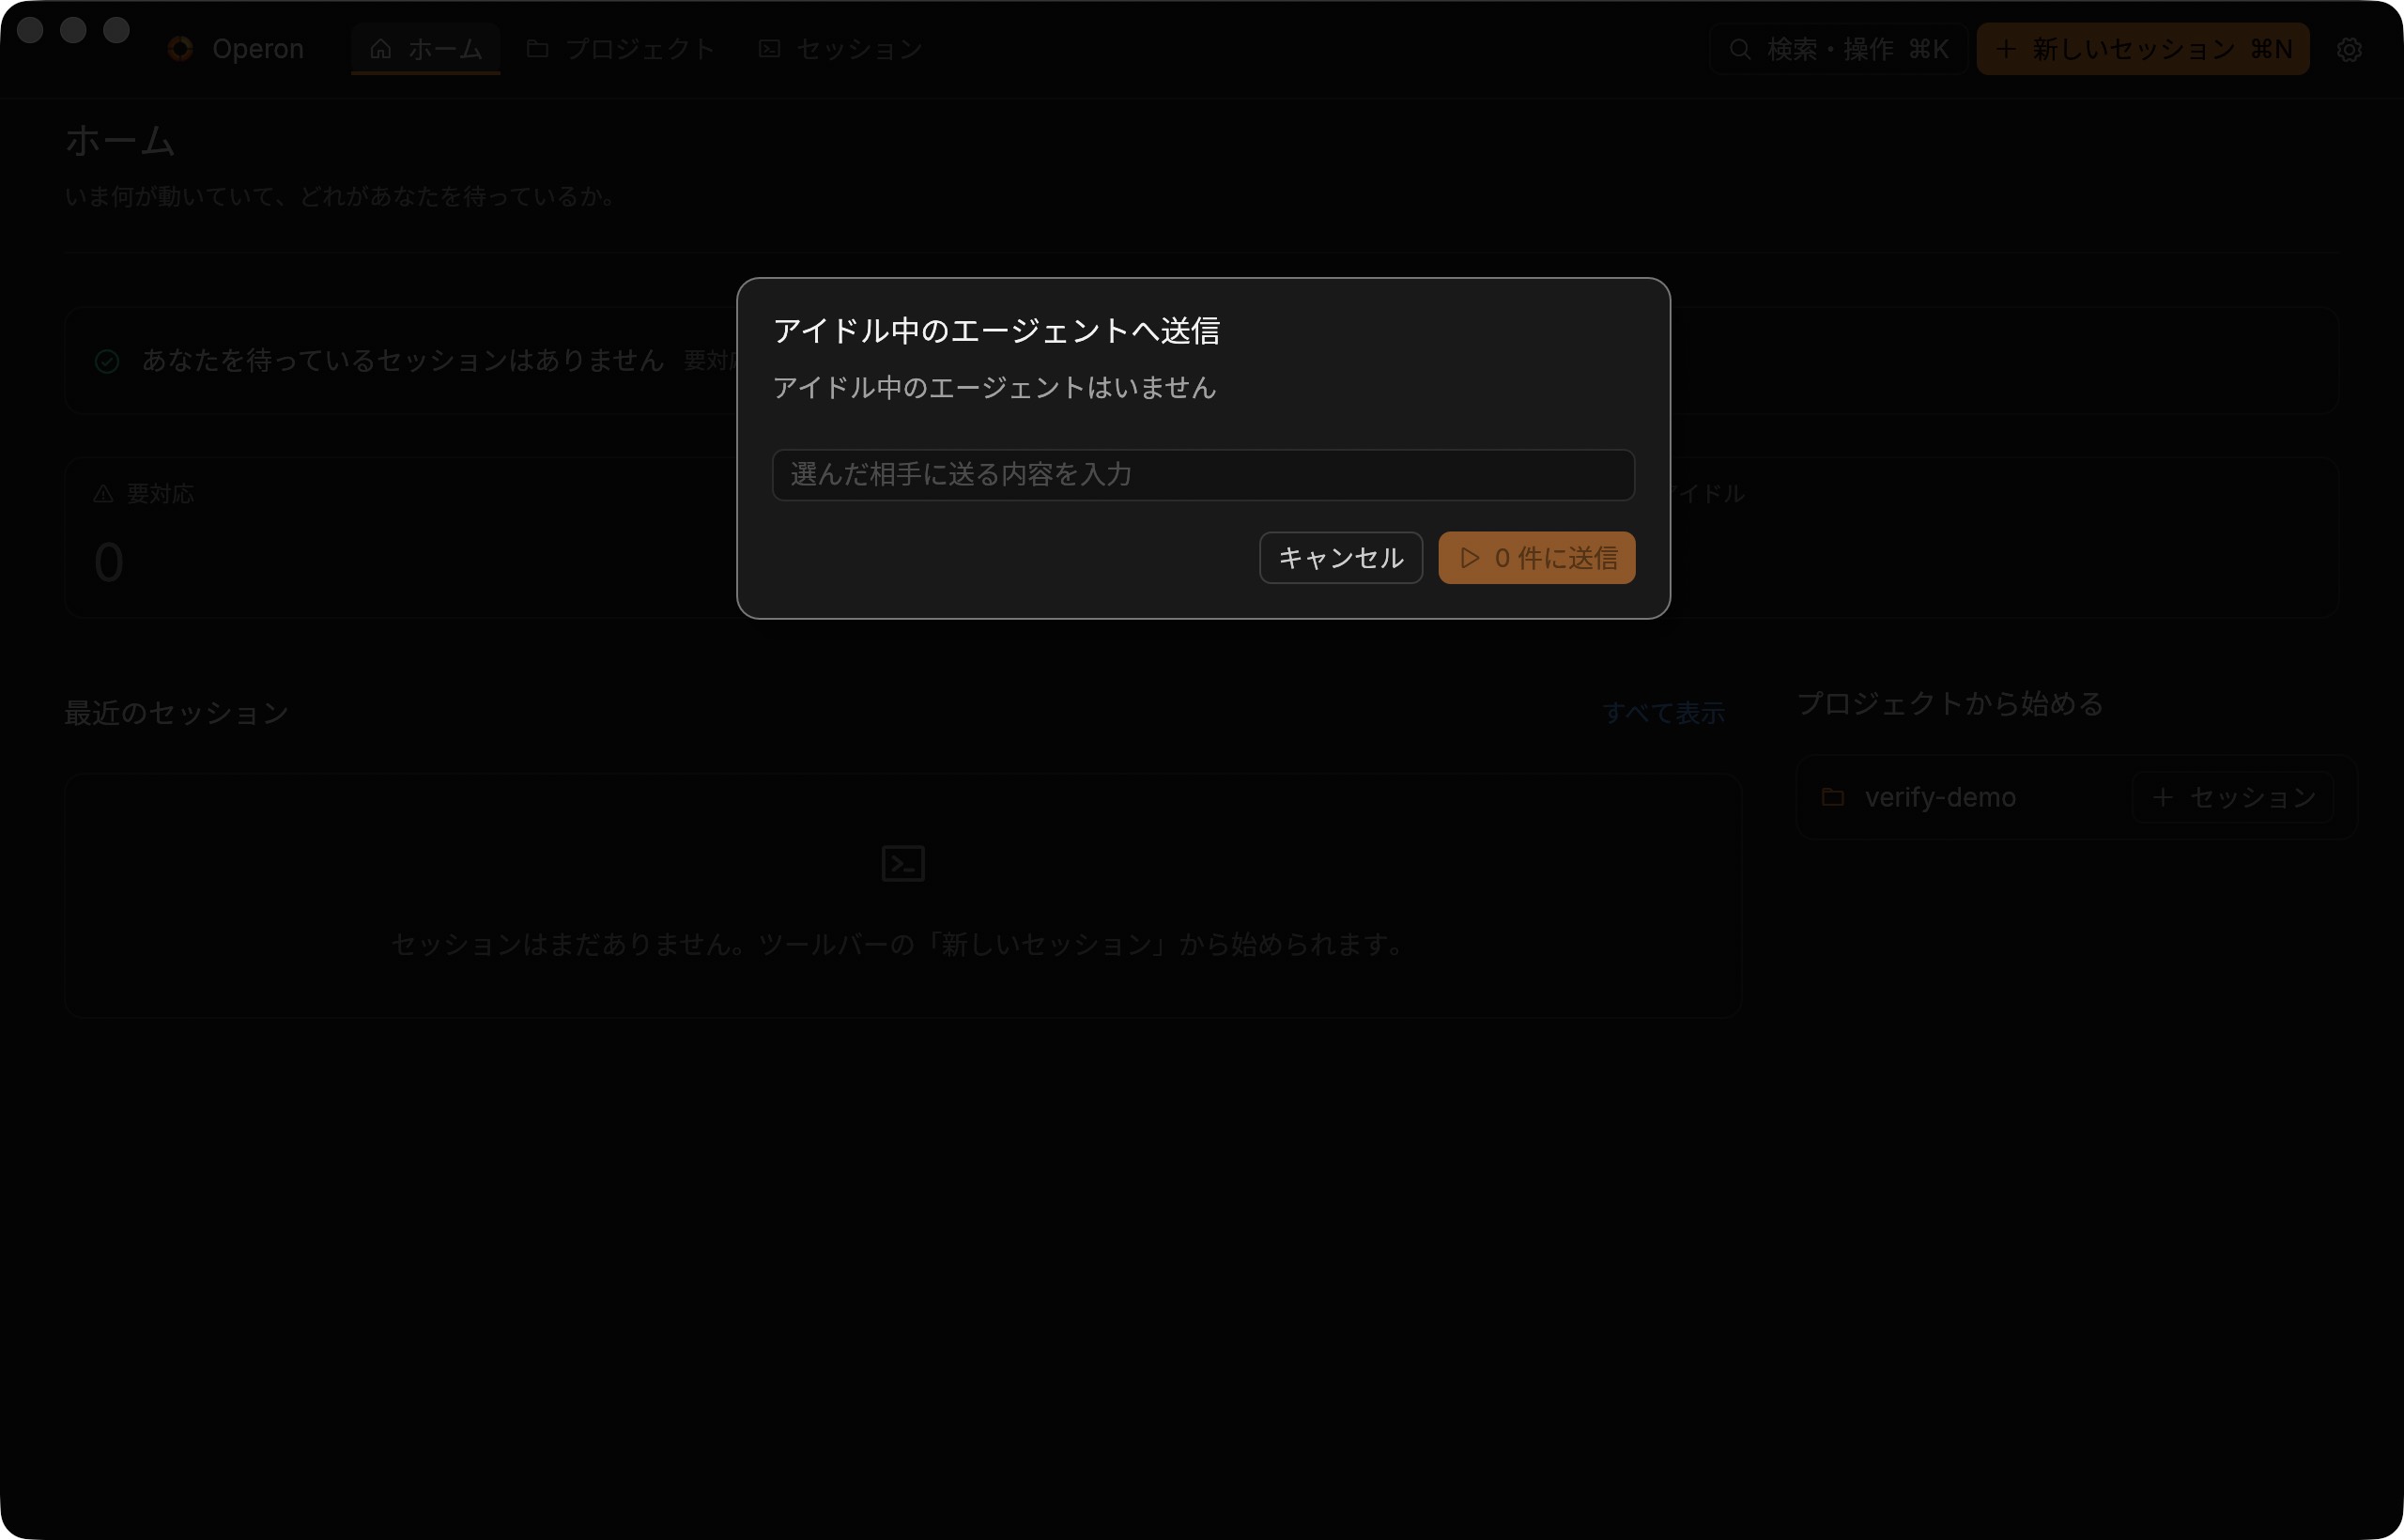 Operon
ホーム
プロジェクト
セッション
検索・操作 ⌘K
新しいセッション ⌘N
ホーム
いま何が動いていて、どれがあなたを待っているか。
アイドル中のエージェントへ送信
アイドル中のエージェントはいません
選んだ相手に送る内容を入力
キャンセル
0 件に送信
あなたを待っているセッションはありません
要対応
0
イドル
最近のセッション
すべて表示
プロジェクトから始める
verify-demo
セッション
セッションはまだありません。ツールバーの「新しいセッション」から始められます。